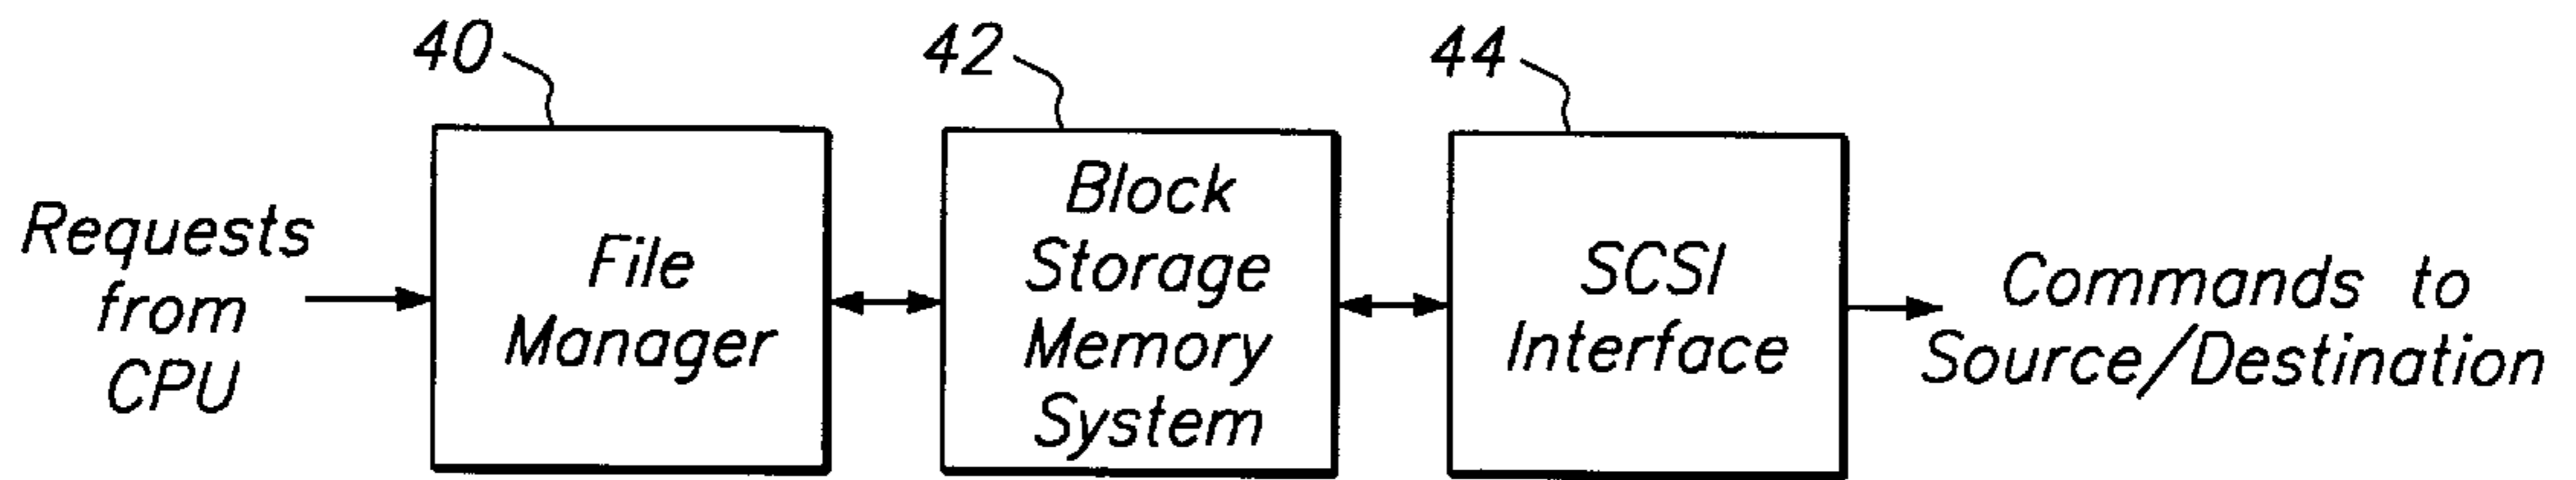 40
42
44
Requests
from
CPU
File
Manager
Block
Storage
Memory
System
SCSI
Interface
Commands to
Source/Destination